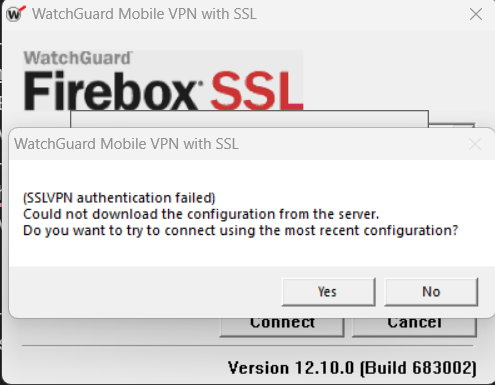 WatchGuard Mobile VPN with SSL
WatchGuard
Firebox SSL
WatchGuard Mobile VPN with SSL
(SSLVPN authentication failed)
Could not download the configuration from the server.
Do you want to try to connect using the most recent configuration?
Yes
No
Connect
Cancel
Version 12.10.0 (Build 683002)